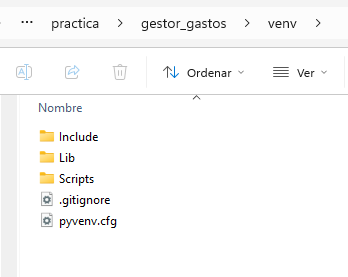 ··· practica gestor_gastos venv
Ordenar Ver
Nombre
Include
Lib
Scripts
.gitignore
pyvenv.cfg